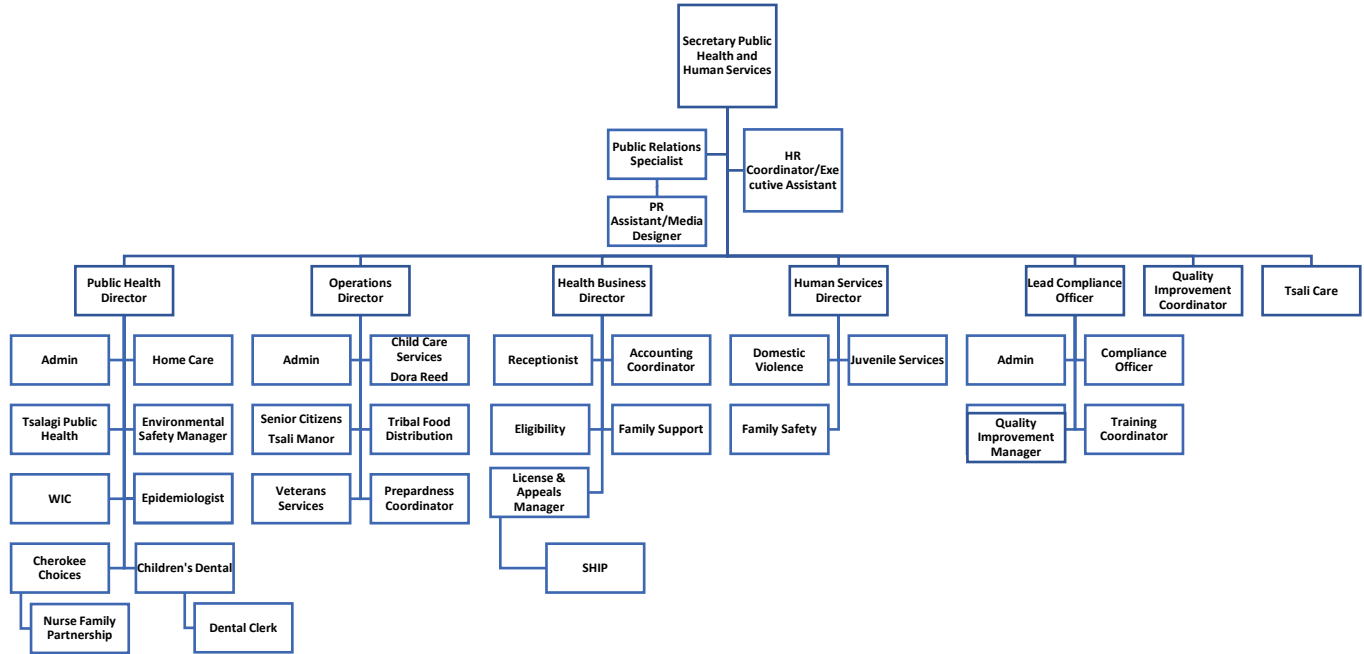 Secretary Public
Health and
Human Services
Public Relations
Specialist
HR
Coordinator/Exe
cutive Assistant
PR
Assistant/Media
Designer
Public Health
Director
Operations
Director
Health Business
Director
Human Services
Director
Lead Compliance
Officer
Quality
Improvement
Coordinator
Tsali Care
Admin
Home Care
Admin
Child Care
Services
Dora Reed
Receptionist
Accounting
Coordinator
Domestic
Violence
Juvenile Services
Admin
Compliance
Officer
Tsalagi Public
Health
Environmental
Safety Manager
Senior Citizens
Tsali Manor
Tribal Food
Distribution
Eligibility
Family Support
Family Safety
Quality
Improvement
Manager
Training
Coordinator
WIC
Epidemiologist
Veterans
Services
Prepardness
Coordinator
License &
Appeals
Manager
Cherokee
Choices
Children's Dental
SHIP
Nurse Family
Partnership
Dental Clerk